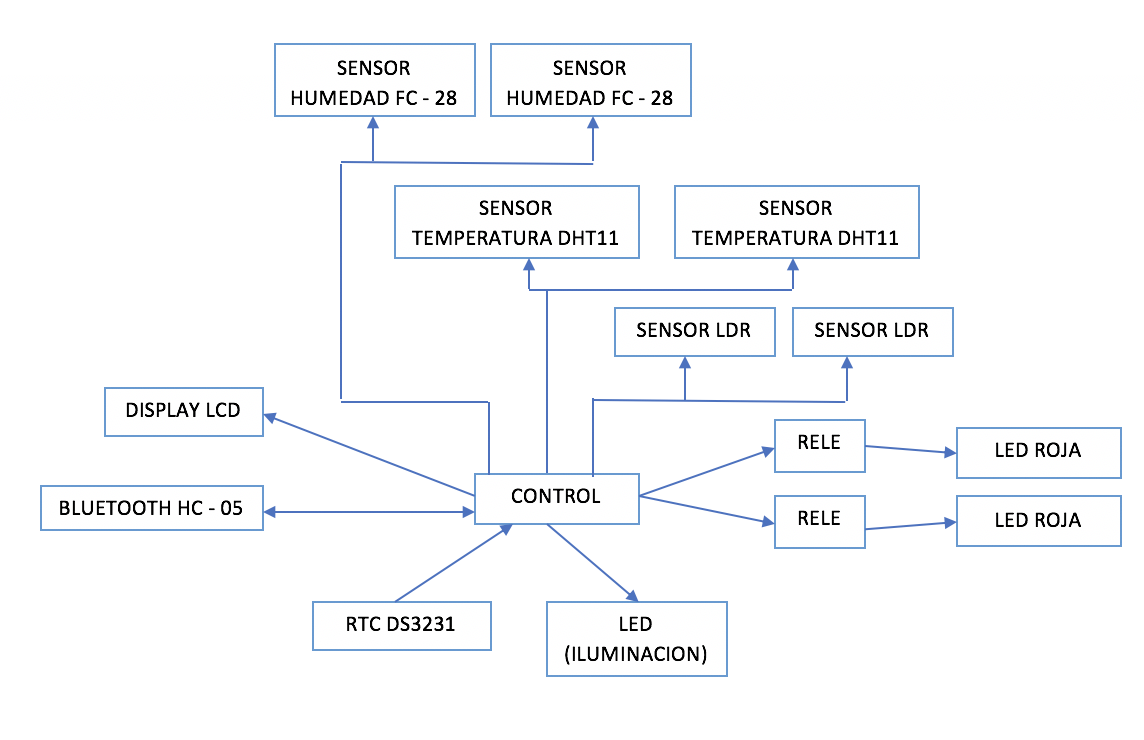 SENSOR
HUMEDAD FC - 28
SENSOR
HUMEDAD FC - 28
SENSOR
TEMPERATURA DHT11
SENSOR
TEMPERATURA DHT11
SENSOR LDR
SENSOR LDR
DISPLAY LCD
RELE
LED ROJA
BLUETOOTH HC - 05
CONTROL
RELE
LED ROJA
RTC DS3231
LED
(ILUMINACION)